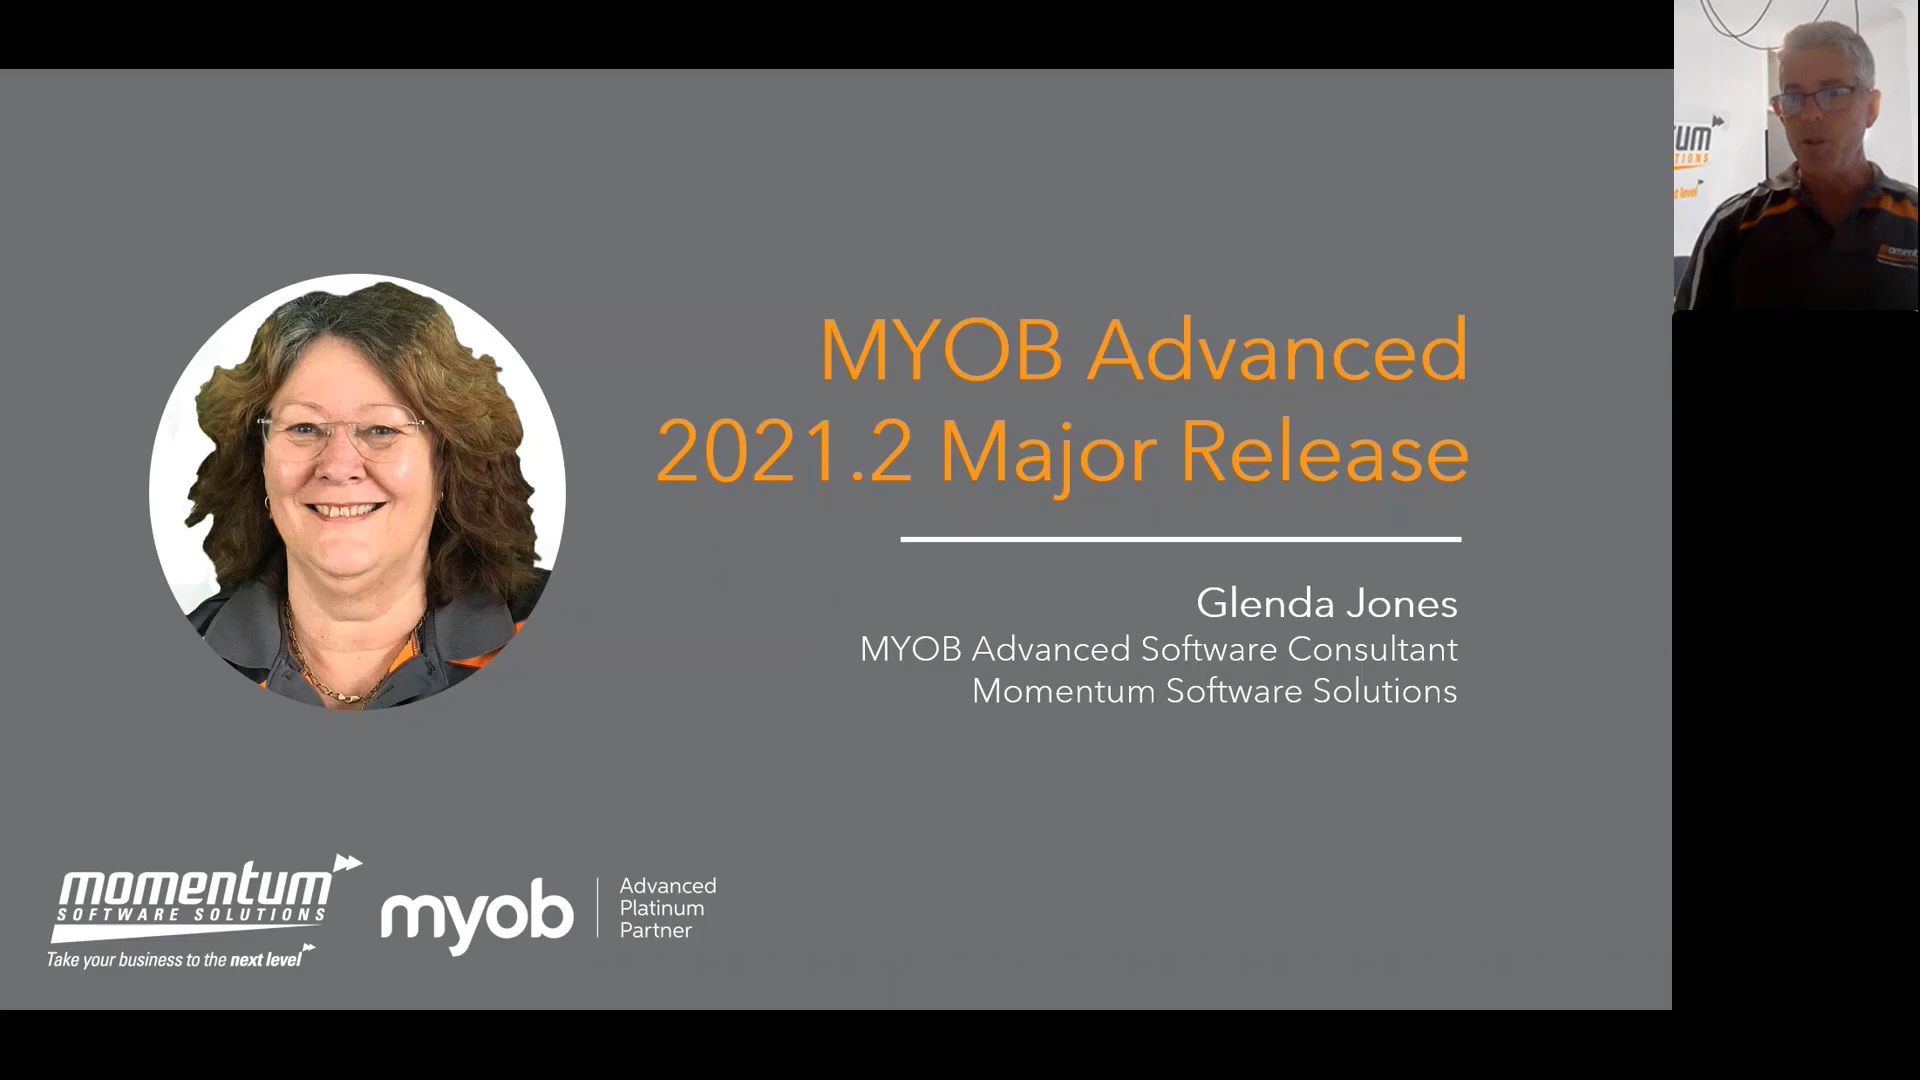 MYOB Advanced
2021.2 Major Release
Glenda Jones
MYOB Advanced Software Consultant
Momentum Software Solutions
momentum
SOFTWARE SOLUTIONS
Take your business to the next level
myob
Advanced
Platinum
Partner